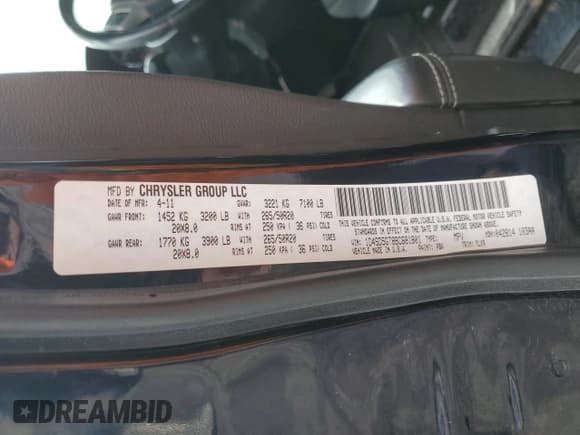 MFD BY CHRYSLER GROUP LLC
DATE OF MFR: 4-11 GVWR: 3221 KG 7100 LB
GAWR FRONT: 1452 KG 3200 LB 265/50R20 TIRES
20X8.0 RIMS AT 250 KPA ( 36 PSI) COLD
GAWR REAR: 1770 KG 3900 LB 265/50R20 TIRES
20X8.0 RIMS AT 250 KPA ( 36 PSI) COLD
THIS VEHICLE CONFORMS TO ALL APPLICABLE U.S.A. FEDERAL MOTOR VEHICLE SAFETY
STANDARDS IN EFFECT ON THE DATE OF MANUFACTURE SHOWN ABOVE.
TYPE: MPV MDH:
VEHICLE MADE IN U.S.A. PAINT: PBV TRIM:
DREAMBID